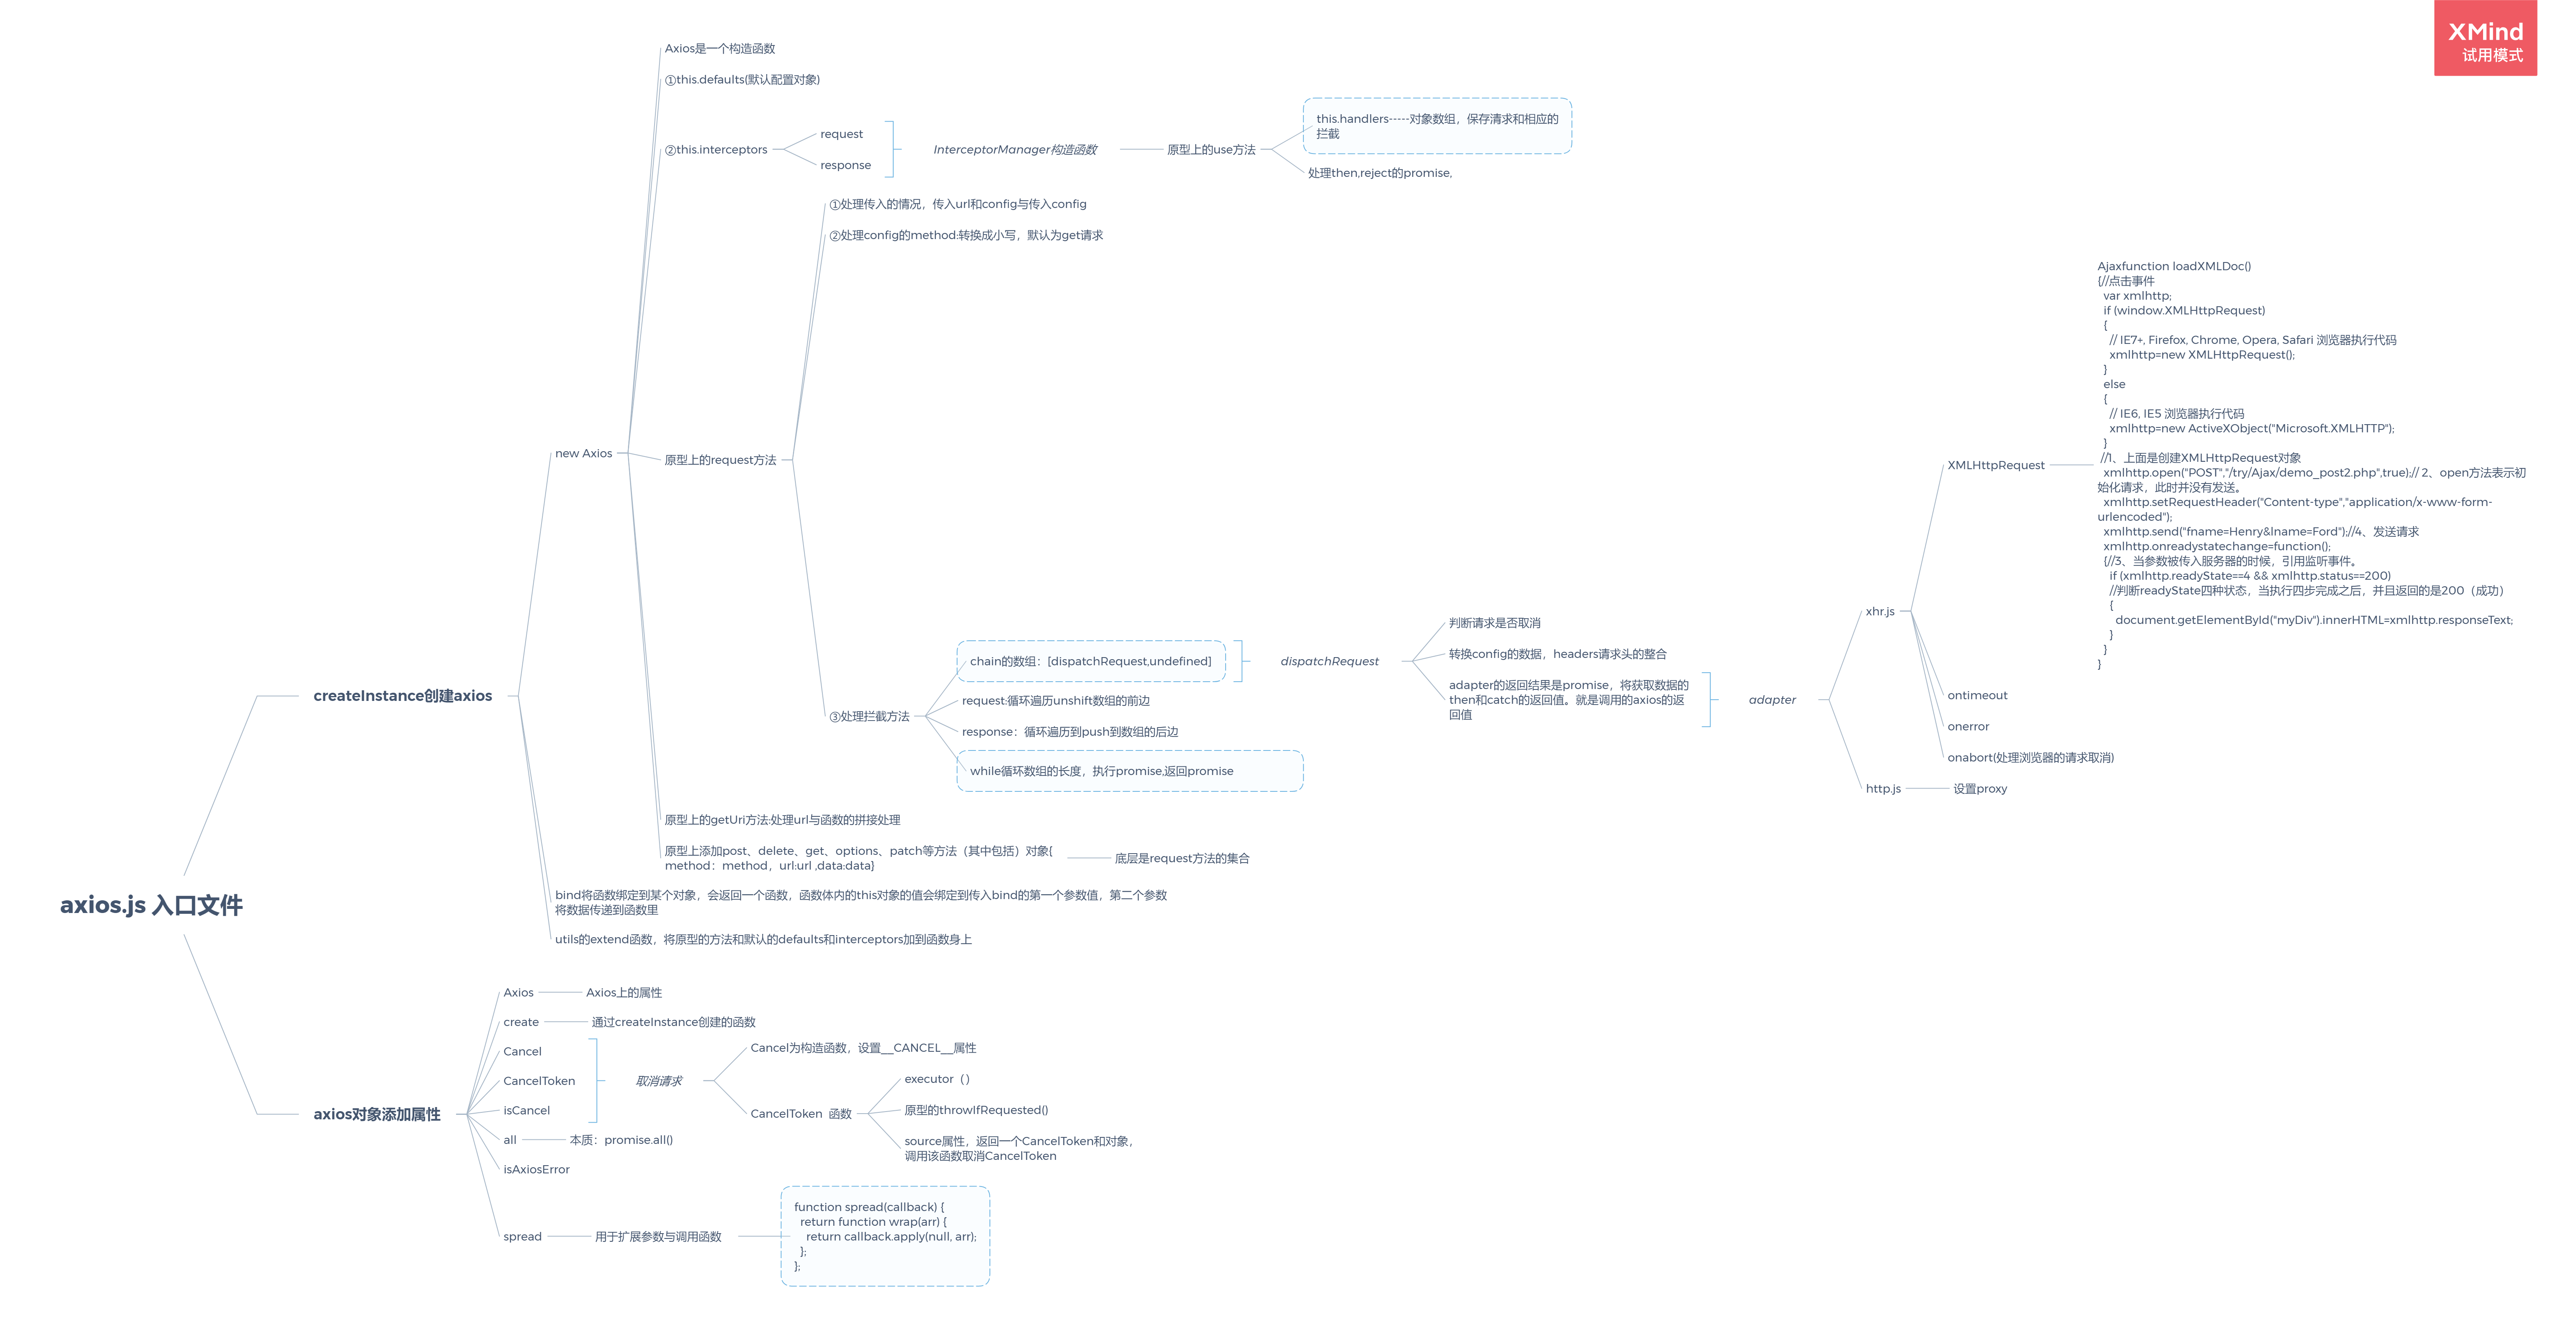 XMind
试用模式
axios.js 入口文件
createInstance创建axios
new Axios
Axios是一个构造函数
①this.defaults(默认配置对象)
②this.interceptors
request
response
InterceptorManager构造函数
原型上的use方法
this.handlers-----对象数组，保存清求和相应的
拦截
处理then,reject的promise,
原型上的request方法
①处理传入的情况，传入url和config与传入config
②处理config的method:转换成小写，默认为get请求
③处理拦截方法
chain的数组：[dispatchRequest,undefined]
request:循环遍历unshift数组的前边
response：循环遍历到push到数组的后边
while循环数组的长度，执行promise,返回promise
dispatchRequest
判断请求是否取消
转换config的数据，headers请求头的整合
adapter的返回结果是promise，将获取数据的
then和catch的返回值。就是调用的axios的返
回值
adapter
xhr.js
XMLHttpRequest
Ajaxfunction loadXMLDoc()
{//点击事件
var xmlhttp;
if (window.XMLHttpRequest)
{
// IE7+, Firefox, Chrome, Opera, Safari 浏览器执行代码
xmlhttp=new XMLHttpRequest();
}
else
{
// IE6, IE5 浏览器执行代码
xmlhttp=new ActiveXObject("Microsoft.XMLHTTP");
}
//1、上面是创建XMLHttpRequest对象
xmlhttp.open("POST","/try/Ajax/demo_post2.php",true);// 2、open方法表示初
始化请求，此时并没有发送。
xmlhttp.setRequestHeader("Content-type","application/x-www-form-
urlencoded");
xmlhttp.send("fname=Henry&lname=Ford");//4、发送请求
xmlhttp.onreadystatechange=function();
{//3、当参数被传入服务器的时候，引用监听事件。
if (xmlhttp.readyState==4 && xmlhttp.status==200)
//判断readyState四种状态，当执行四步完成之后，并且返回的是200（成功）
{
document.getElementById("myDiv").innerHTML=xmlhttp.responseText;
}
}
}
ontimeout
onerror
onabort(处理浏览器的请求取消)
http.js
设置proxy
原型上的getUri方法:处理url与函数的拼接处理
原型上添加post、delete、get、options、patch等方法（其中包括）对象{
method：method，url:url ,data:data}
底层是request方法的集合
bind将函数绑定到某个对象，会返回一个函数，函数体内的this对象的值会绑定到传入bind的第一个参数值，第二个参数
将数据传递到函数里
utils的extend函数，将原型的方法和默认的defaults和interceptors加到函数身上
axios对象添加属性
Axios
Axios上的属性
create
通过createInstance创建的函数
Cancel
CancelToken
isCancel
取消请求
Cancel为构造函数，设置__CANCEL__属性
CancelToken 函数
executor（）
原型的throwIfRequested()
source属性，返回一个CancelToken和对象，
调用该函数取消CancelToken
all
本质：promise.all()
isAxiosError
spread
用于扩展参数与调用函数
function spread(callback) {
return function wrap(arr) {
return callback.apply(null, arr);
};
};